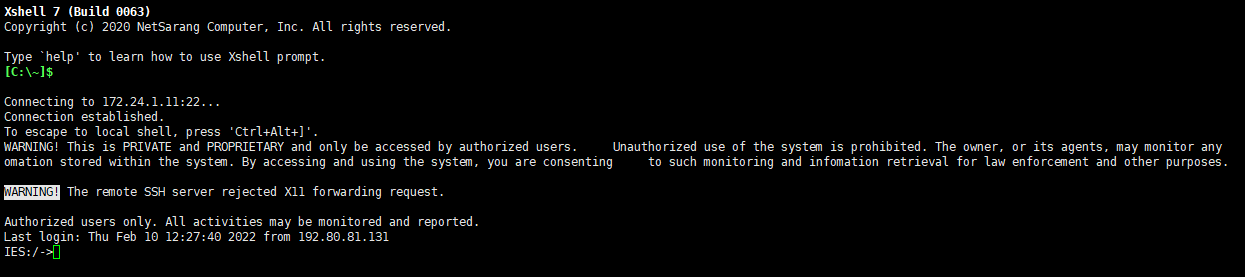 Xshell 7 (Build 0063)
Copyright (c) 2020 NetSarang Computer, Inc. All rights reserved.
Type `help' to learn how to use Xshell prompt.
[C:\~]$
Connecting to 172.24.1.11:22...
Connection established.
To escape to local shell, press 'Ctrl+Alt+]'.
WARNING! This is PRIVATE and PROPRIETARY and only be accessed by authorized users.     Unauthorized use of the system is prohibited. The owner, or its agents, may monitor any
omation stored within the system. By accessing and using the system, you are consenting     to such monitoring and infomation retrieval for law enforcement and other purposes.
WARNING! The remote SSH server rejected X11 forwarding request.
Authorized users only. All activities may be monitored and reported.
Last login: Thu Feb 10 12:27:40 2022 from 192.80.81.131
IES:/->